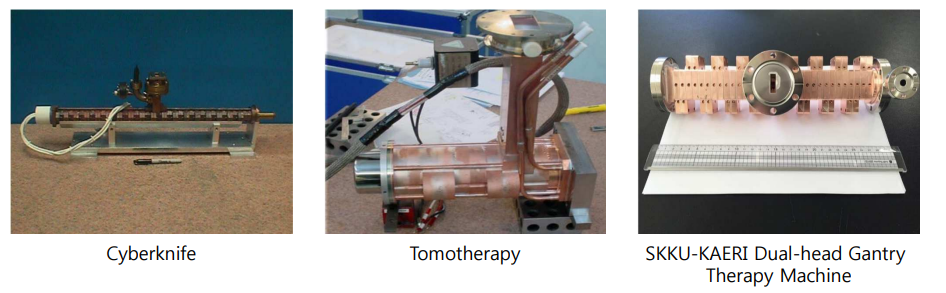 Cyberknife
Tomotherapy
SKKU-KAERI Dual-head Gantry
Therapy Machine